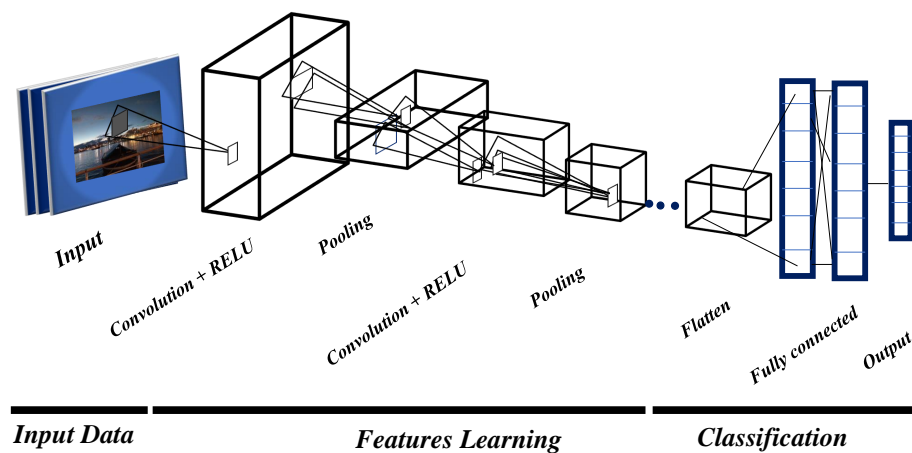 Input
Convolution + RELU
Pooling
Convolution + RELU
Pooling
Flatten
Fully connected
Output
Input Data
Features Learning
Classification